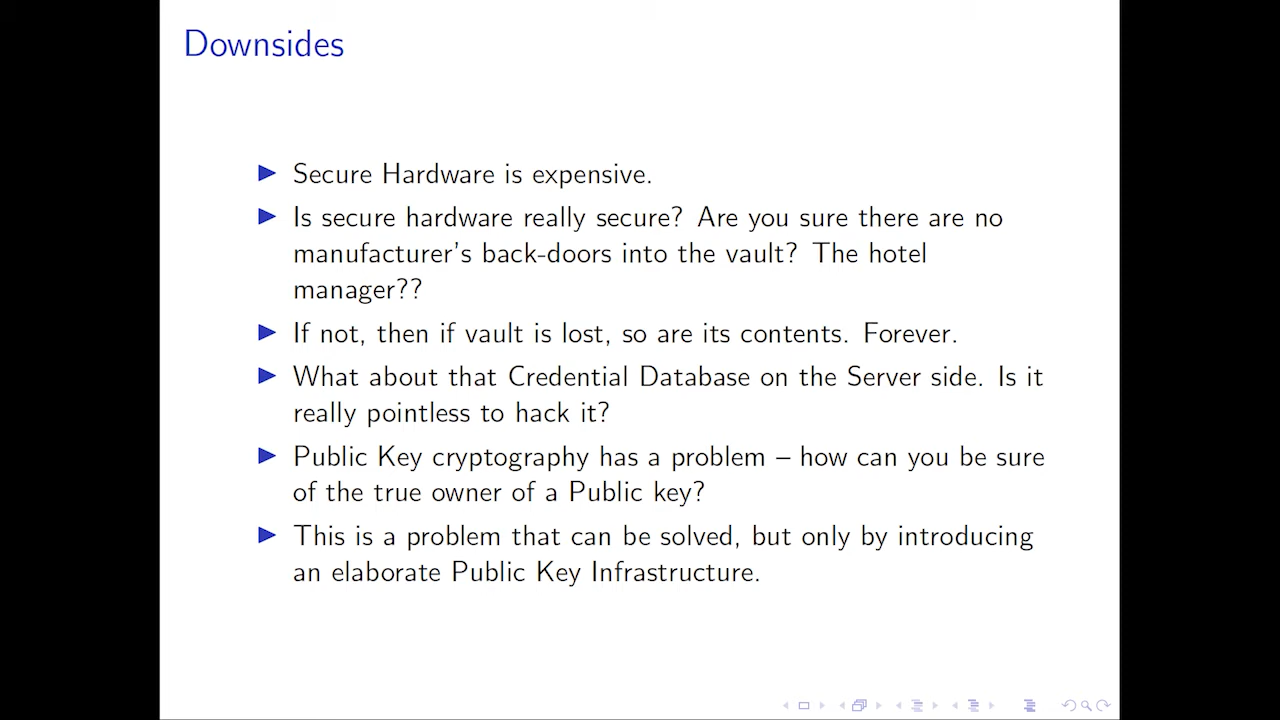 Downsides
Secure Hardware is expensive.
Is secure hardware really secure? Are you sure there are no
manufacturer's back-doors into the vault? The hotel
manager??
If not, then if vault is lost, so are its contents. Forever.
What about that Credential Database on the Server side. Is it
really pointless to hack it?
Public Key cryptography has a problem – how can you be sure
of the true owner of a Public key?
This is a problem that can be solved, but only by introducing
an elaborate Public Key Infrastructure.